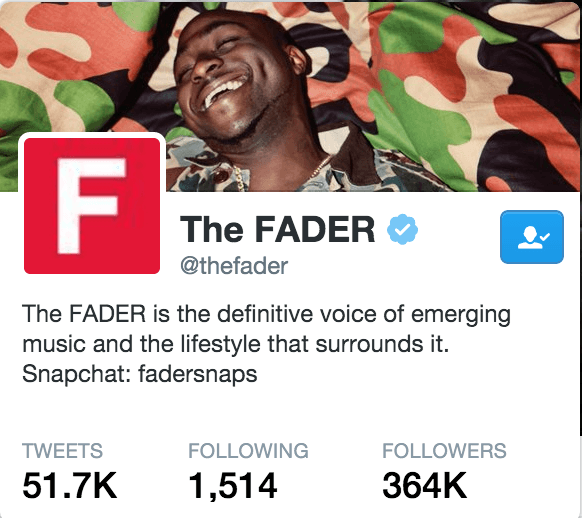 F
The FADER
@thefader
The FADER is the definitive voice of emerging
music and the lifestyle that surrounds it.
Snapchat: fadersnaps
TWEETS FOLLOWING FOLLOWERS
51.7K 1,514 364K